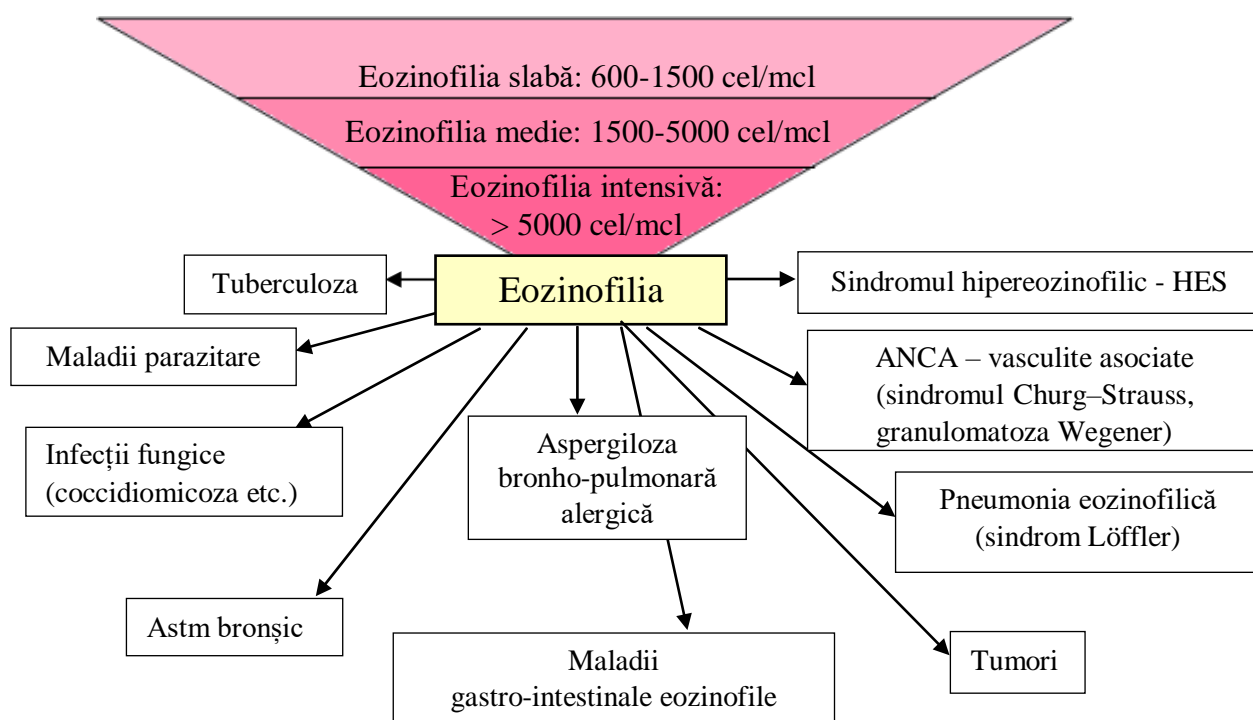 Eozinofilia slabă: 600-1500 cel/mcl
Eozinofilia medie: 1500-5000 cel/mcl
Eozinofilia intensivă:
> 5000 cel/mcl
Eozinofilia
Tuberculoza
Sindromul hipereozinofilic - HES
Maladii parazitare
ANCA – vasculite asociate
(sindromul Churg–Strauss,
granulomatoza Wegener)
Infecții fungice
(coccidiomicoza etc.)
Aspergiloza
bronho-pulmonară
alergică
Pneumonia eozinofilică
(sindrom Löffler)
Astm bronșic
Maladii
gastro-intestinale eozinofile
Tumori